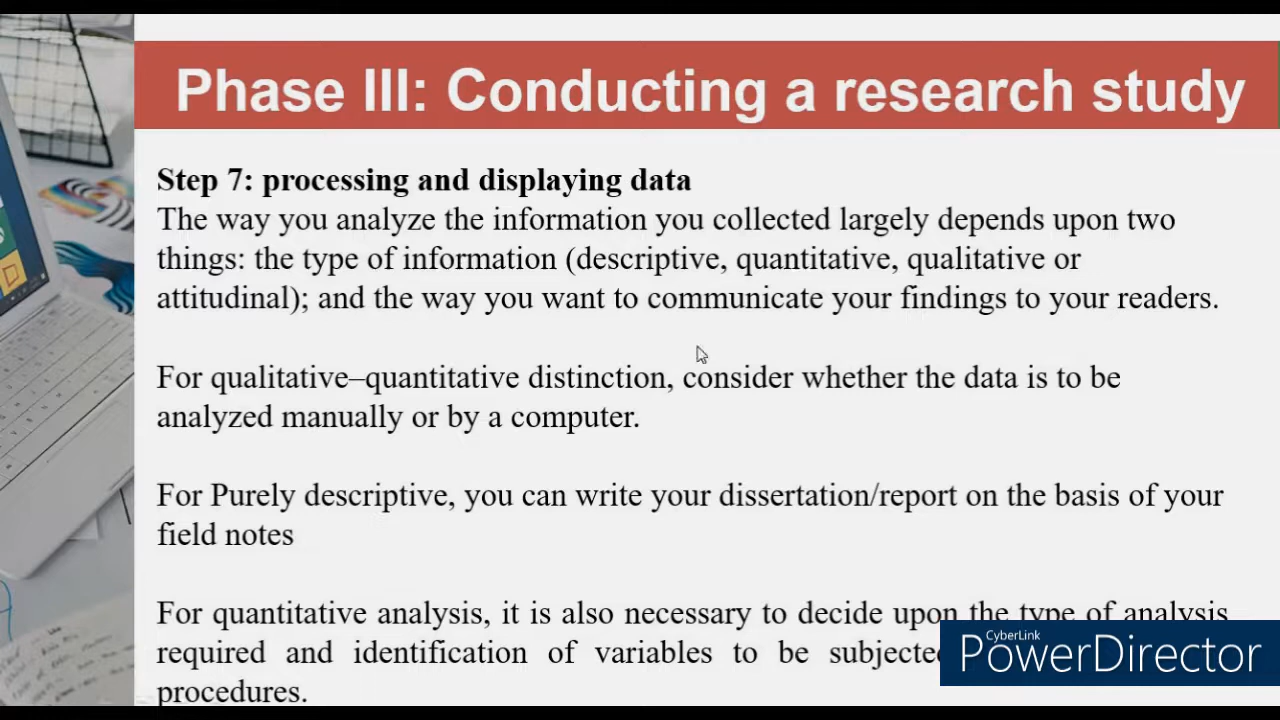 Phase III: Conducting a research study
Step 7: processing and displaying data
The way you analyze the information you collected largely depends upon two
things: the type of information (descriptive, quantitative, qualitative or
attitudinal); and the way you want to communicate your findings to your readers.
For qualitative–quantitative distinction, consider whether the data is to be
analyzed manually or by a computer.
For Purely descriptive, you can write your dissertation/report on the basis of your
field notes
For quantitative analysis, it is also necessary to decide upon the type of analysis
required and identification of variables to be subjected
procedures.
CyberLink
PowerDirector